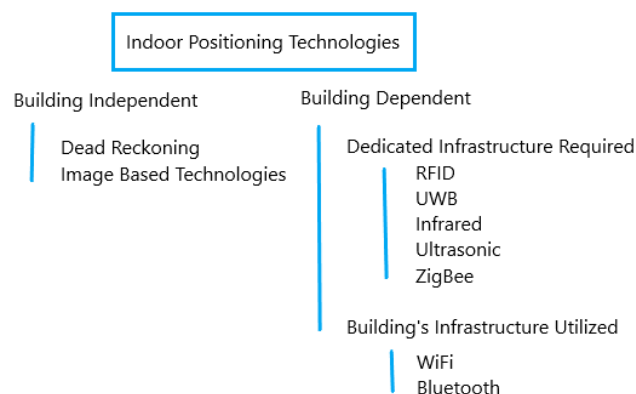 Indoor Positioning Technologies
Building Independent
Dead Reckoning
Image Based Technologies
Building Dependent
Dedicated Infrastructure Required
RFID
UWB
Infrared
Ultrasonic
ZigBee
Building's Infrastructure Utilized
WiFi
Bluetooth